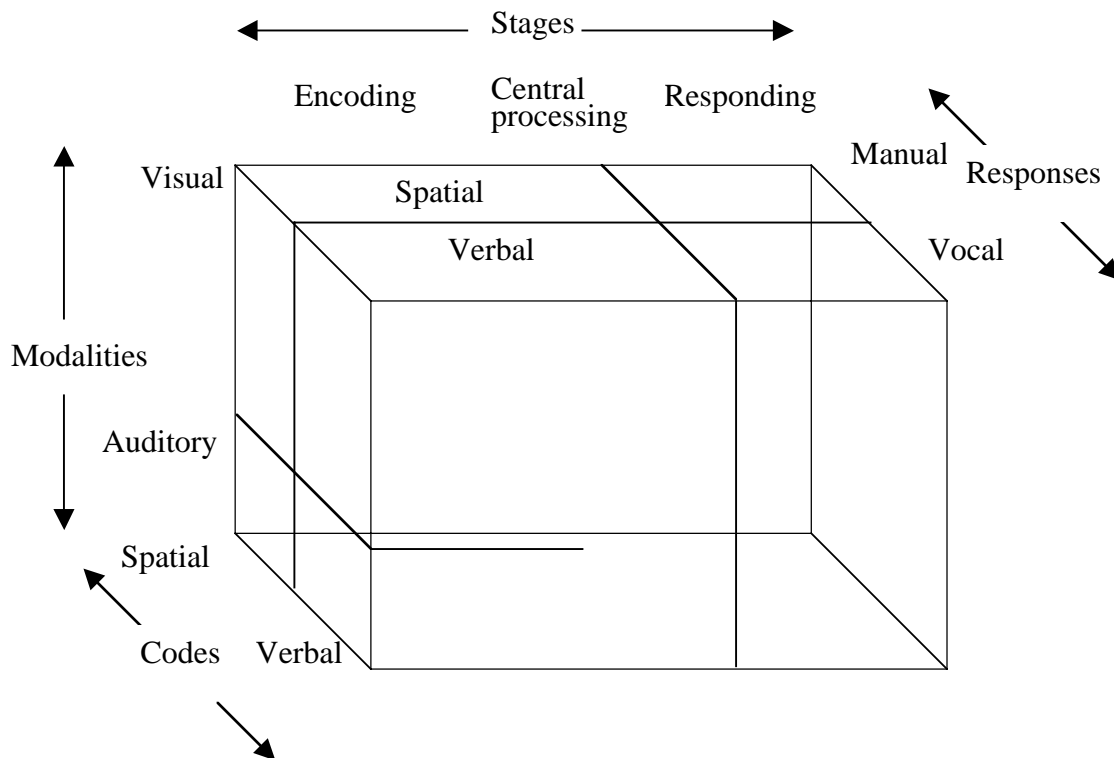 Stages
Encoding
Central
processing
Responding
Manual
Visual
Responses
Spatial
Verbal
Vocal
Modalities
Auditory
Spatial
Codes
Verbal